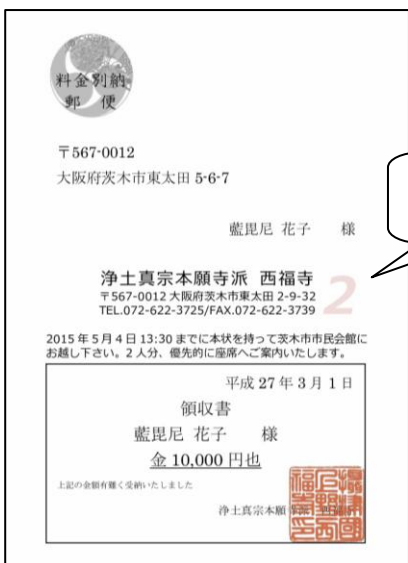 料金別納
郵　便
〒567-0012
大阪府茨木市東太田 5-6-7
藍毘尼 花子　様
浄土真宗本願寺派 西福寺
〒567-0012 大阪府茨木市東太田 2-9-32
TEL.072-622-3725/FAX.072-622-3739
2
2015 年 5 月 4 日 13:30 までに本状を持って茨木市市民会館に
お越し下さい。2 人分、優先的に座席へご案内いたします。
平成 27 年 3 月 1 日
領収書
藍毘尼 花子　様
金 10,000 円也
上記の金額有難く受納いたしました
浄土真宗本願寺派 西福寺